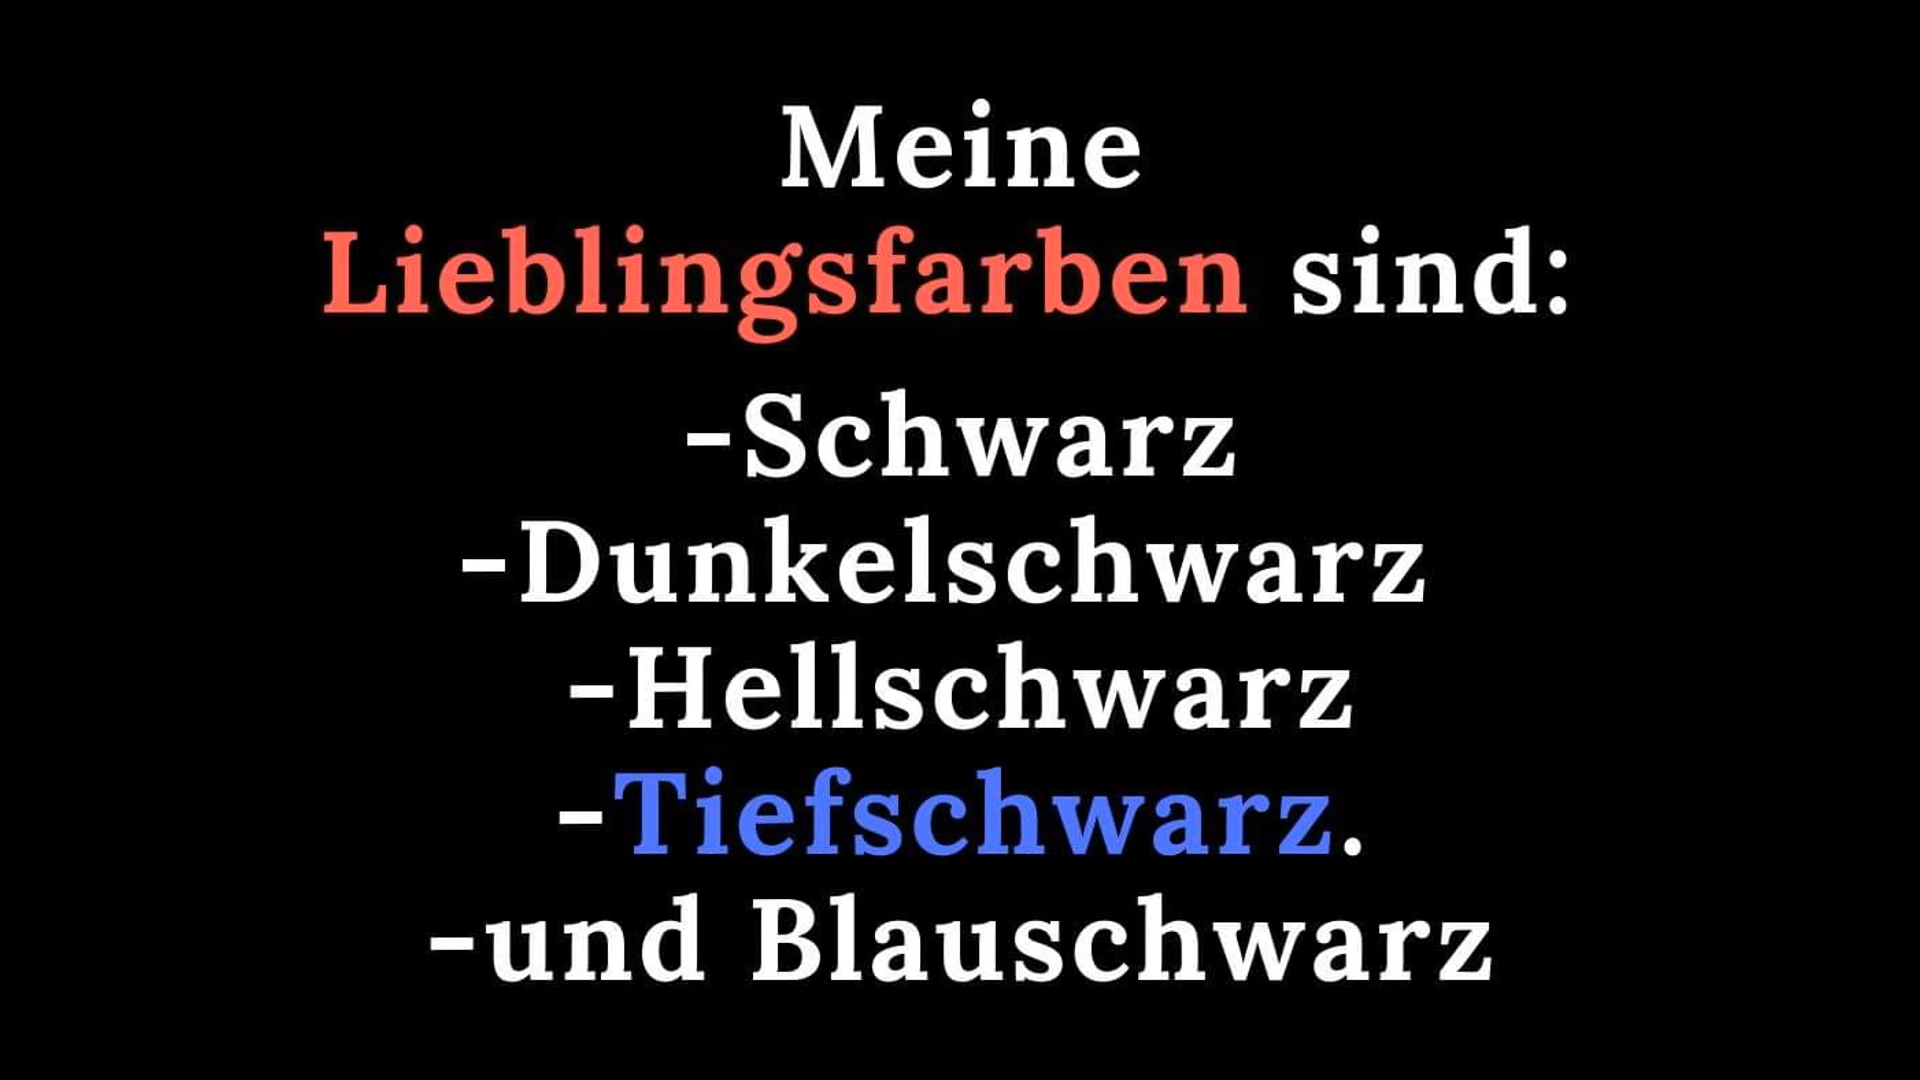 Meine
Lieblingsfarben sind:
-Schwarz
-Dunkelschwarz
-Hellschwarz
-Tiefschwarz.
-und Blauschwarz